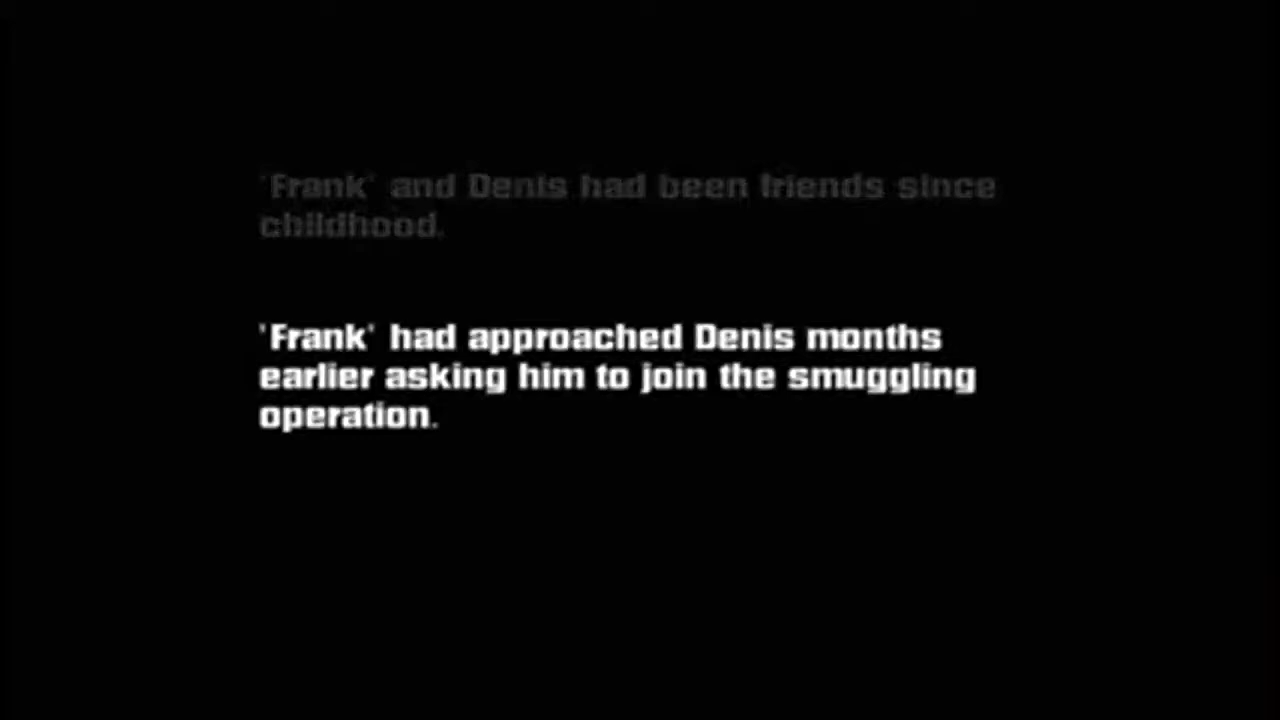 'Frank' and Denis had been friends since
childhood.
'Frank' had approached Denis months
earlier asking him to join the smuggling
operation.